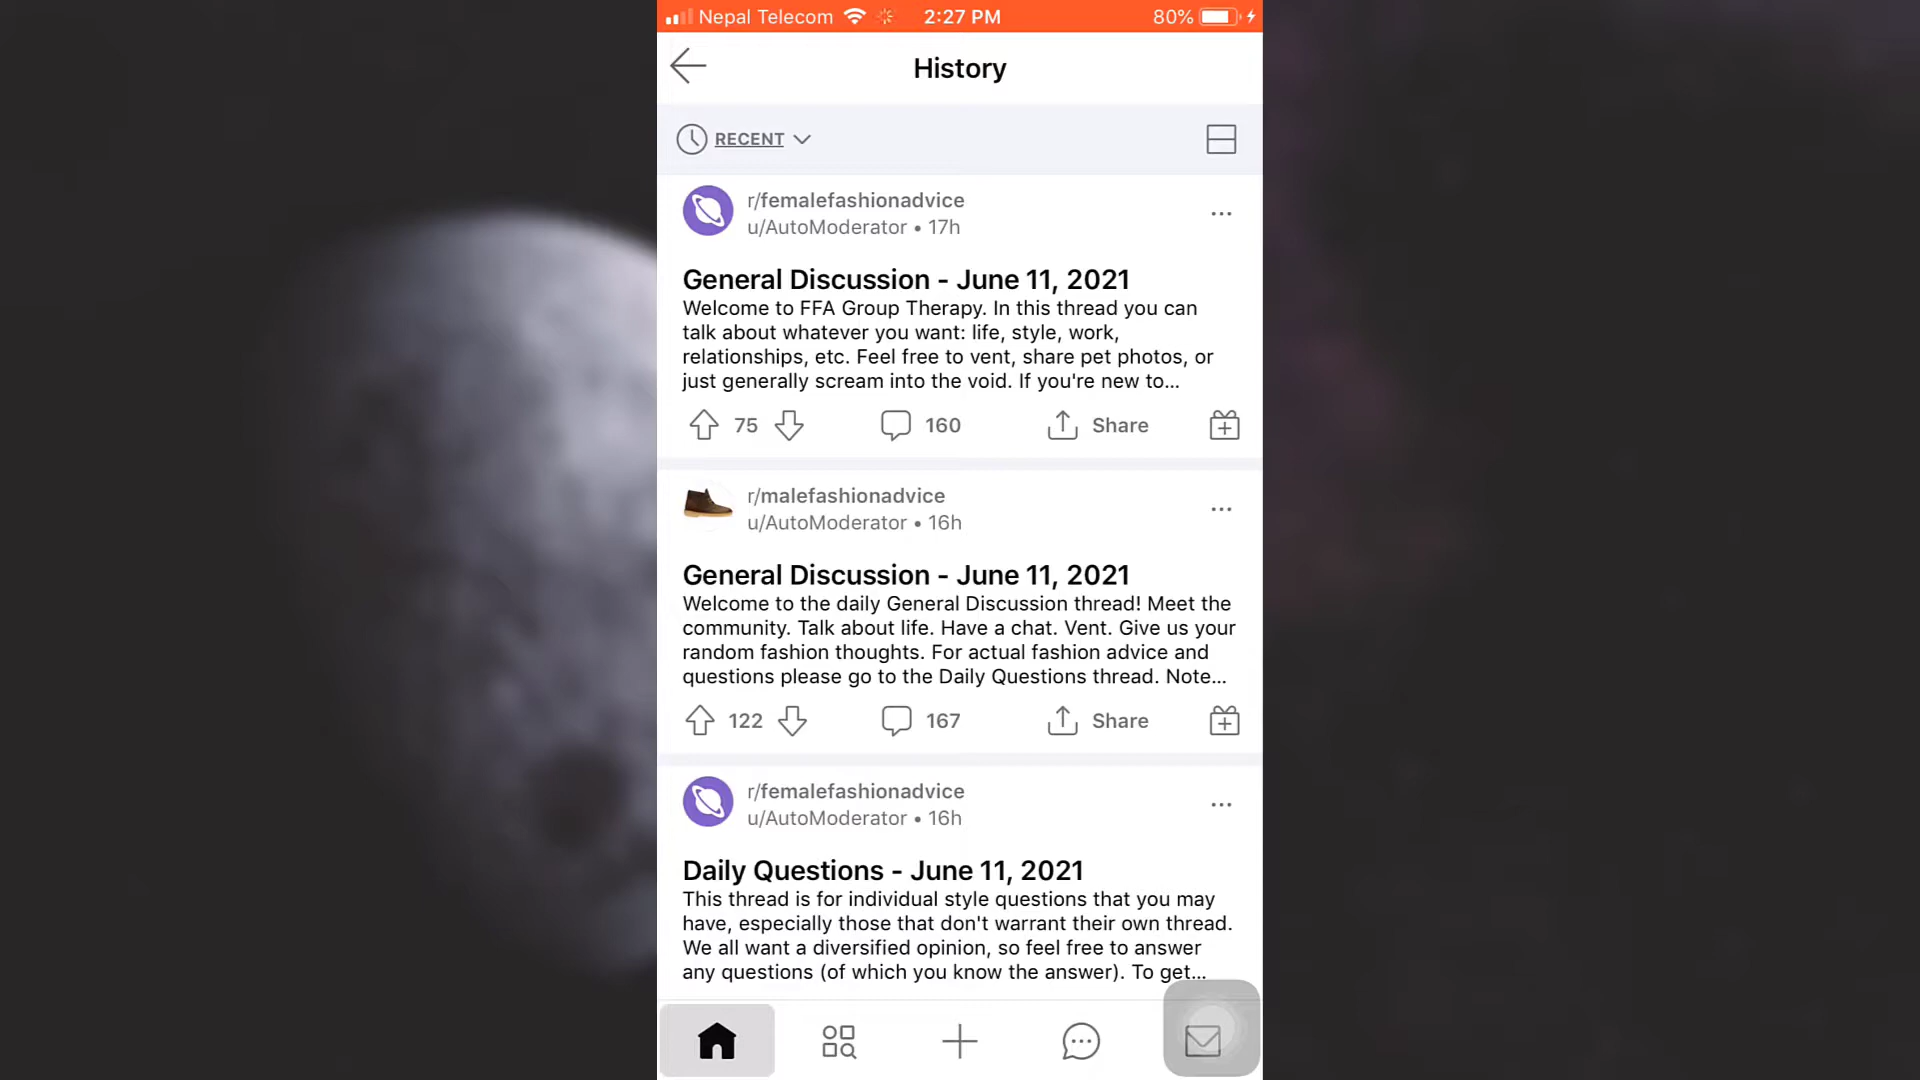 Nepal Telecom 2:27 PM 80%
History
RECENT
r/femalefashionadvice
u/AutoModerator • 17h
General Discussion - June 11, 2021
Welcome to FFA Group Therapy. In this thread you can
talk about whatever you want: life, style, work,
relationships, etc. Feel free to vent, share pet photos, or
just generally scream into the void. If you're new to...
75 160 Share
r/malefashionadvice
u/AutoModerator • 16h
General Discussion - June 11, 2021
Welcome to the daily General Discussion thread! Meet the
community. Talk about life. Have a chat. Vent. Give us your
random fashion thoughts. For actual fashion advice and
questions please go to the Daily Questions thread. Note...
122 167 Share
r/femalefashionadvice
u/AutoModerator • 16h
Daily Questions - June 11, 2021
This thread is for individual style questions that you may
have, especially those that don't warrant their own thread.
We all want a diversified opinion, so feel free to answer
any questions (of which you know the answer). To get...